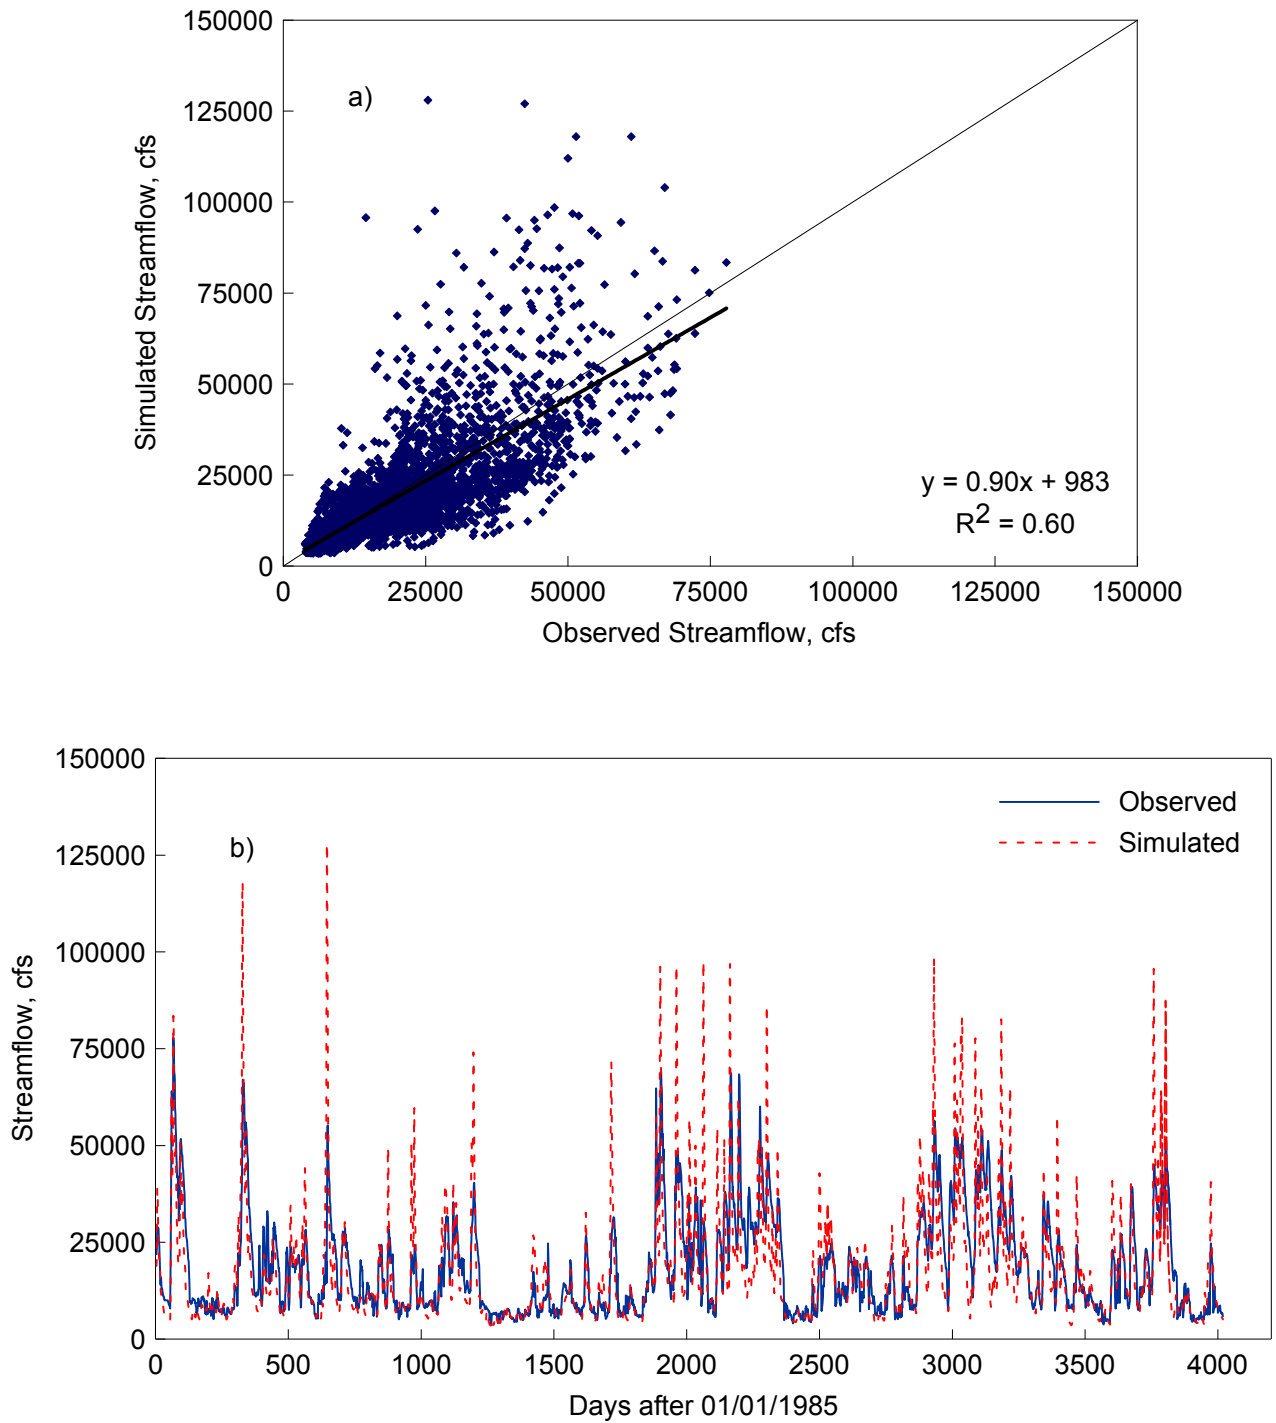 150000
a)
125000
100000
75000
50000
25000
0
Simulated Streamflow, cfs
y = 0.90x + 983
R2 = 0.60
0 25000 50000 75000 100000 125000 150000
Observed Streamflow, cfs
150000
Observed
Simulated
b)
125000
100000
75000
50000
25000
0
Streamflow, cfs
0 500 1000 1500 2000 2500 3000 3500 4000
Days after 01/01/1985